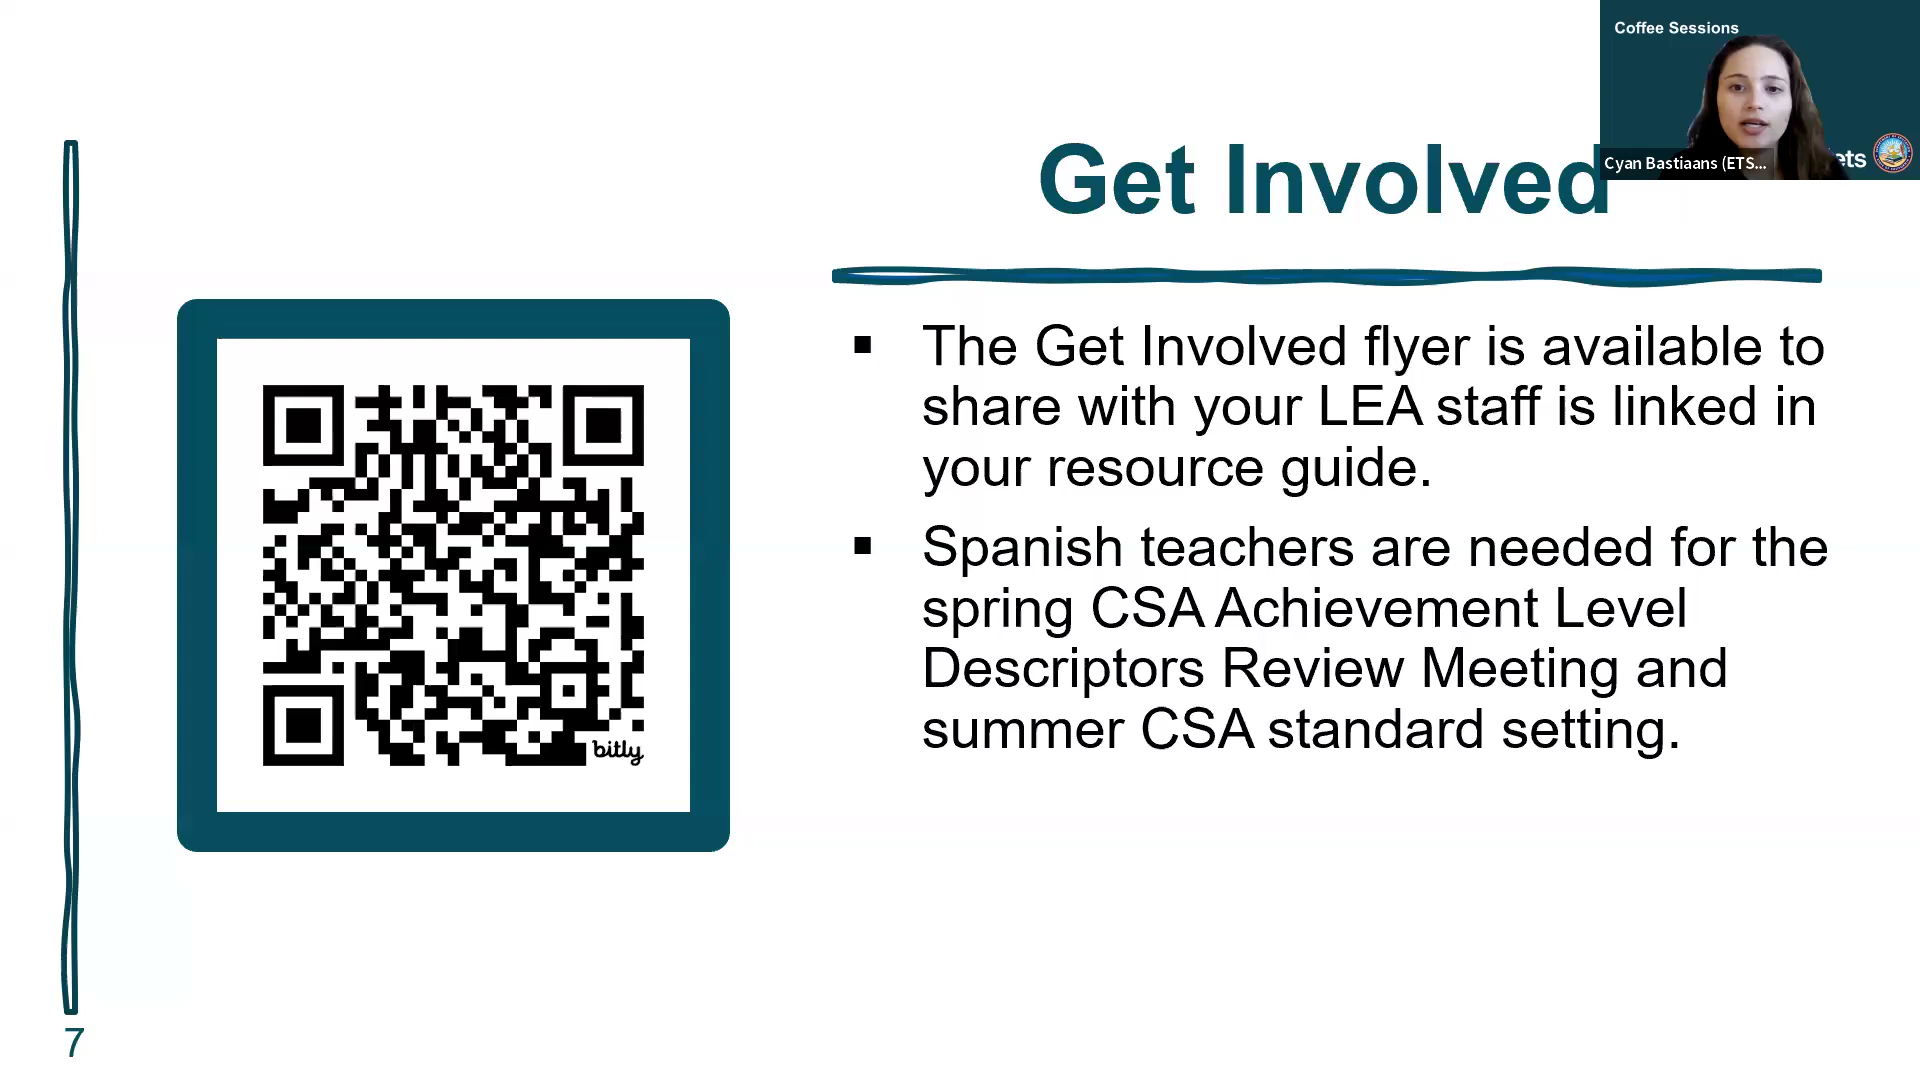 Coffee Sessions
Cyan Bastiaans (ETS...
ets
Get Involved
▪ The Get Involved flyer is available to
share with your LEA staff is linked in
your resource guide.
▪ Spanish teachers are needed for the
spring CSA Achievement Level
Descriptors Review Meeting and
summer CSA standard setting.
bitly
7